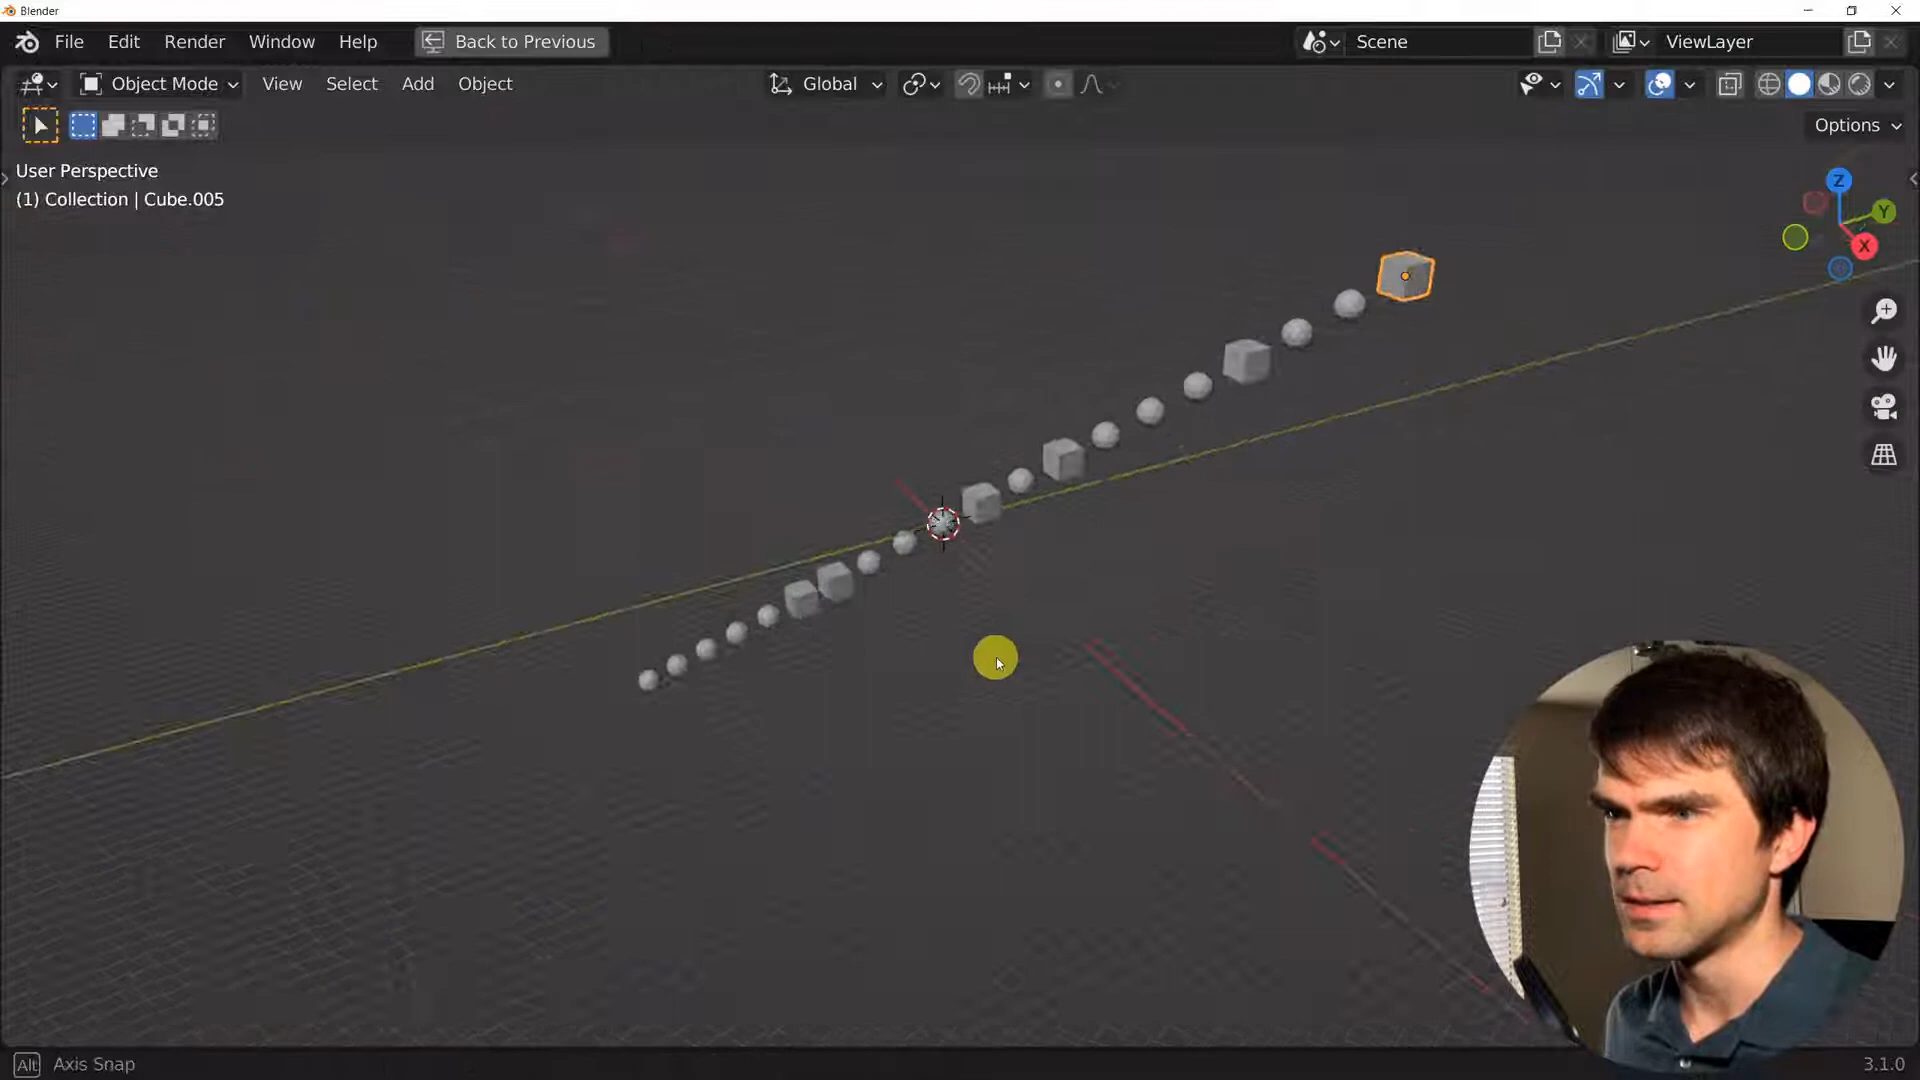 Blender
File Edit Render Window Help Back to Previous Scene ViewLayer
Object Mode View Select Add Object Global
Options
User Perspective
(1) Collection | Cube.005
Z
Y
X
Alt Axis Snap 3.1.0